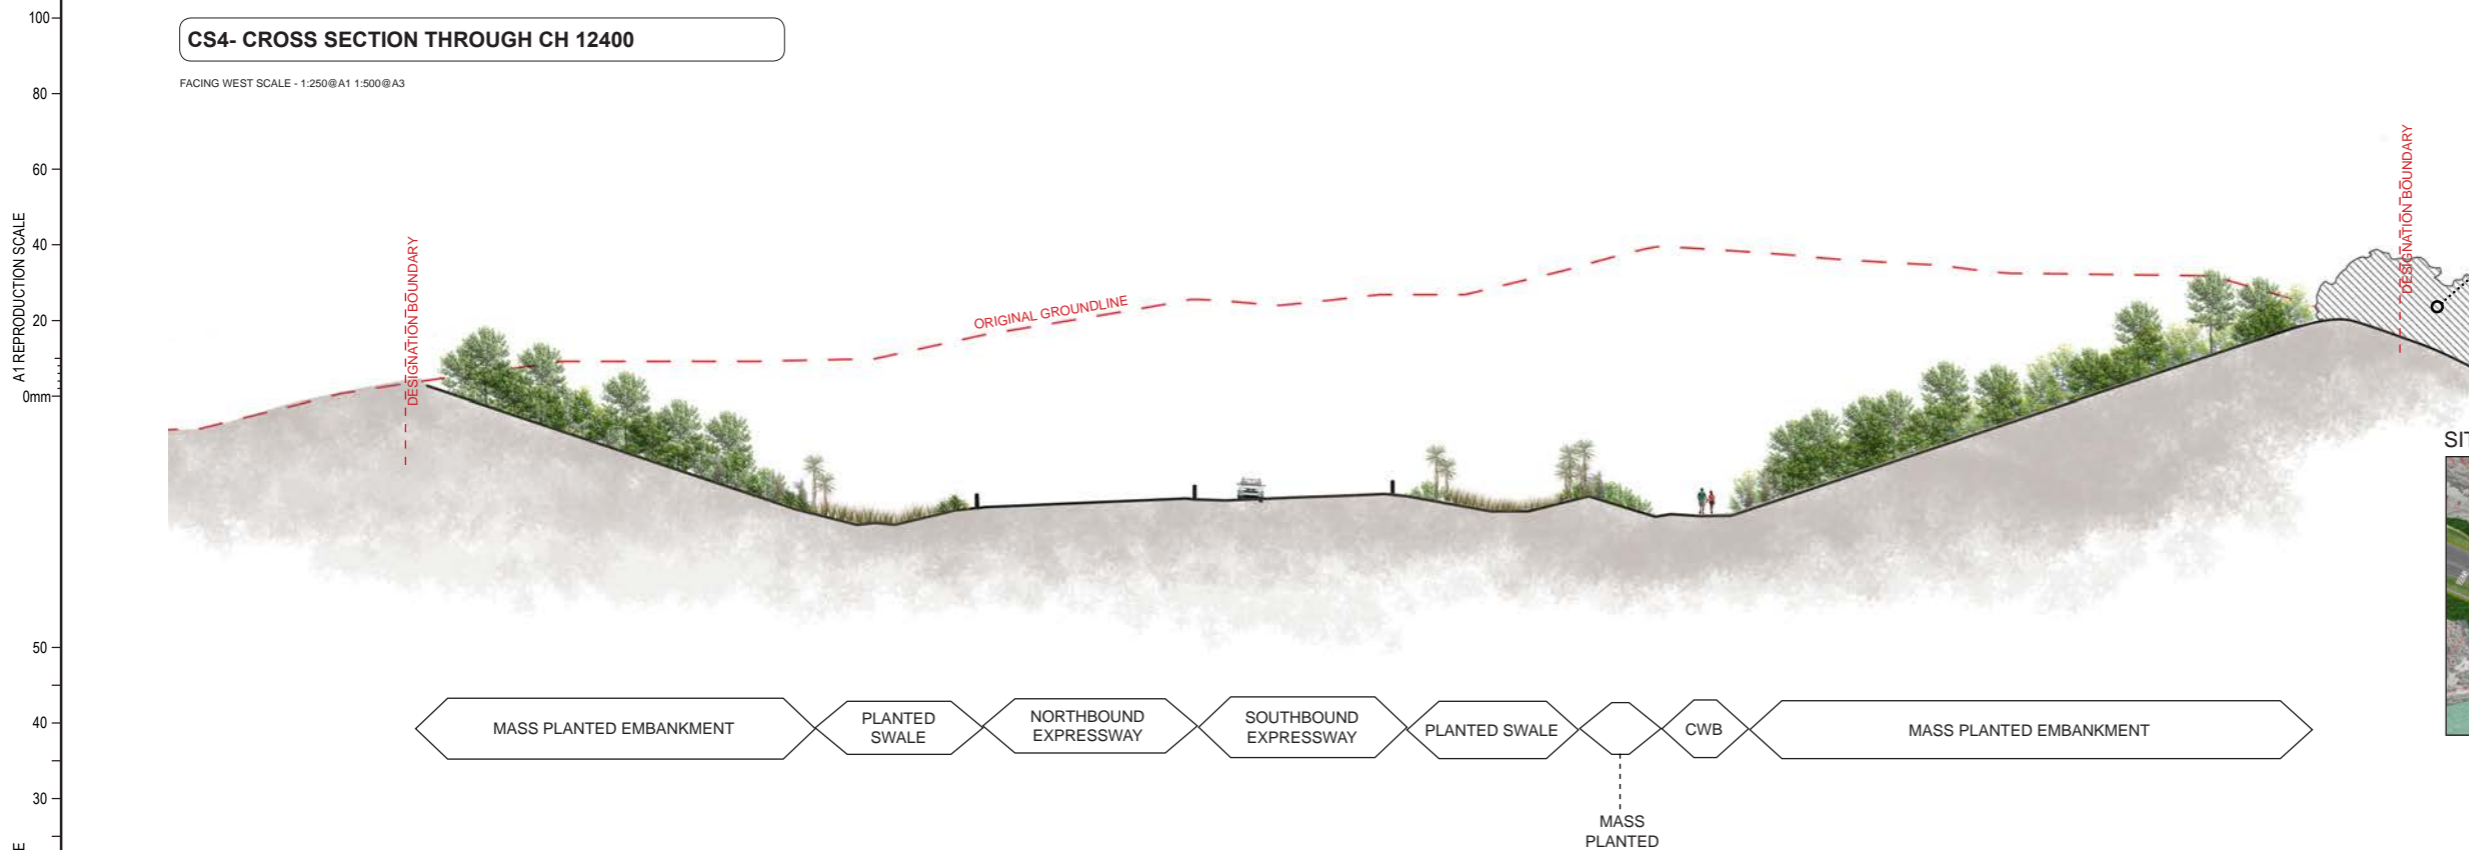 CS4- CROSS SECTION THROUGH CH 12400
FACING WEST SCALE - 1:250@A1 1:500@A3
100
80
60
40
20
0mm
A1 REPRODUCTION SCALE
50
40
30
DESIGNATION BOUNDARY
ORIGINAL GROUNDLINE
DESIGNATION BOUNDARY
SIT
MASS PLANTED EMBANKMENT
PLANTED
SWALE
NORTHBOUND
EXPRESSWAY
SOUTHBOUND
EXPRESSWAY
PLANTED SWALE
CWB
MASS PLANTED EMBANKMENT
MASS
PLANTED
E